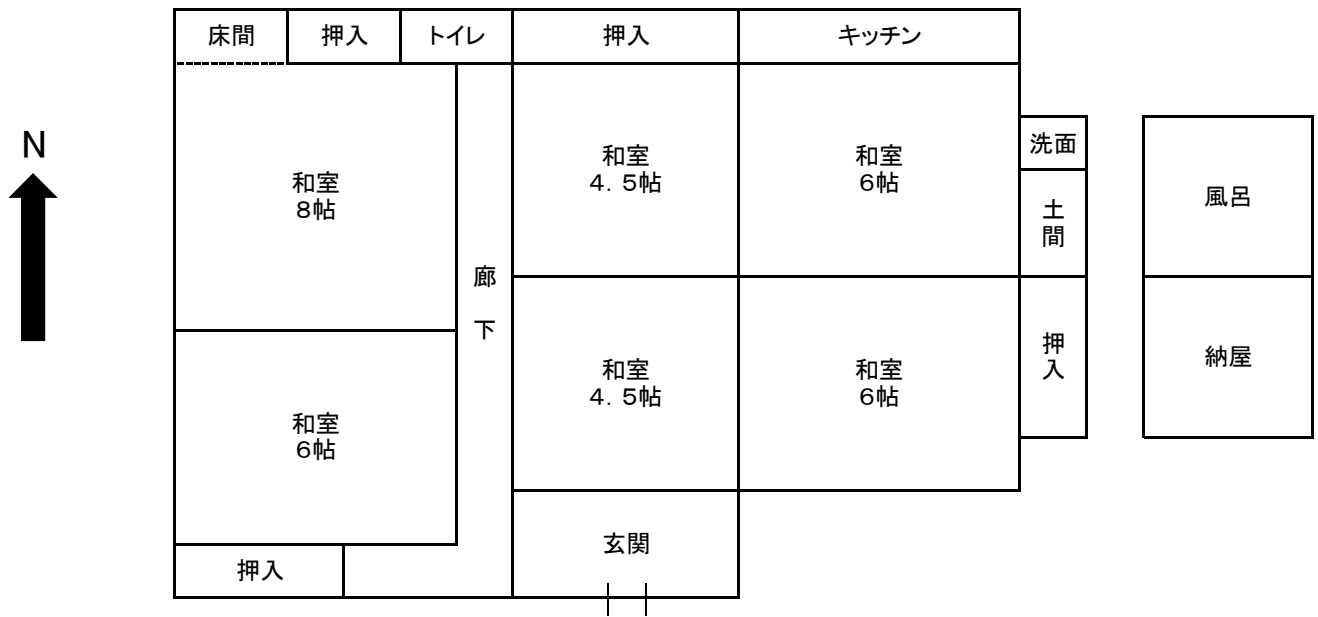 床間
押入
トイレ
押入
キッチン
N
和室
8帖
和室
4．5帖
和室
6帖
洗面
土
間
風呂
廊
下
和室
6帖
和室
4．5帖
和室
6帖
押
入
納屋
押入
玄関